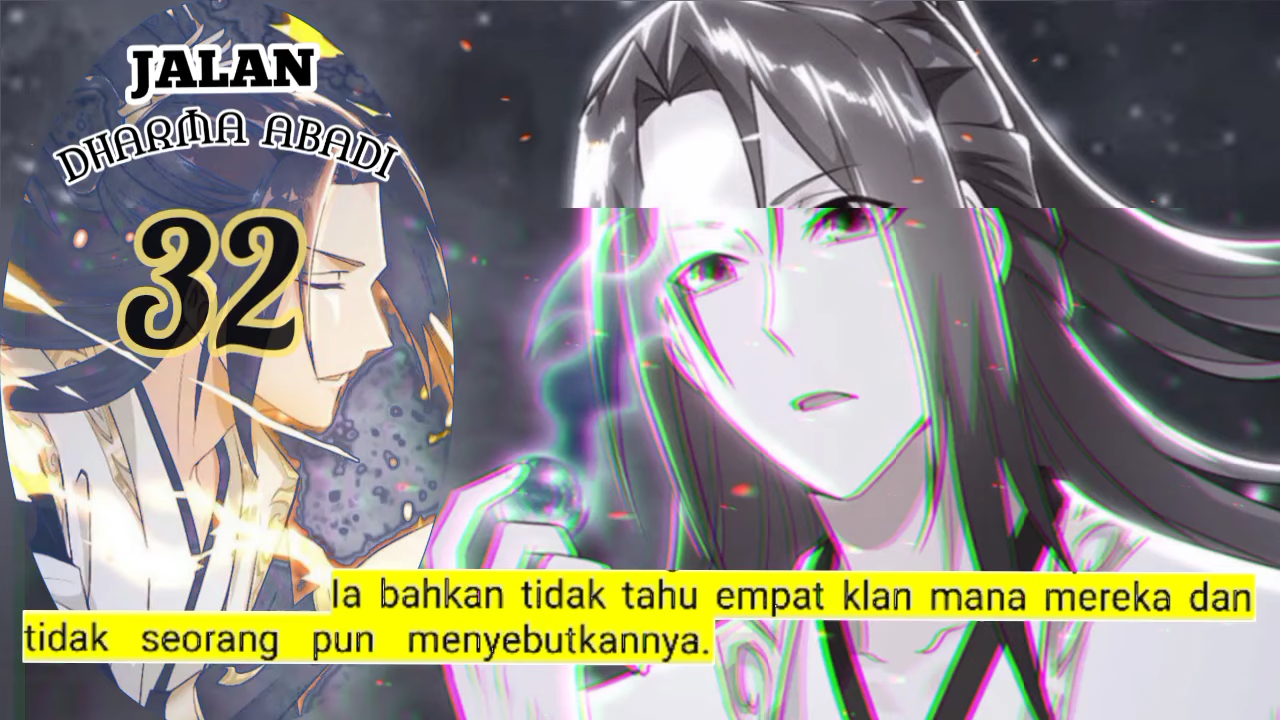 JALAN
DHARMA ABADI
32
Ia bahkan tidak tahu empat klan mana mereka dan
tidak seorang pun menyebutkannya.